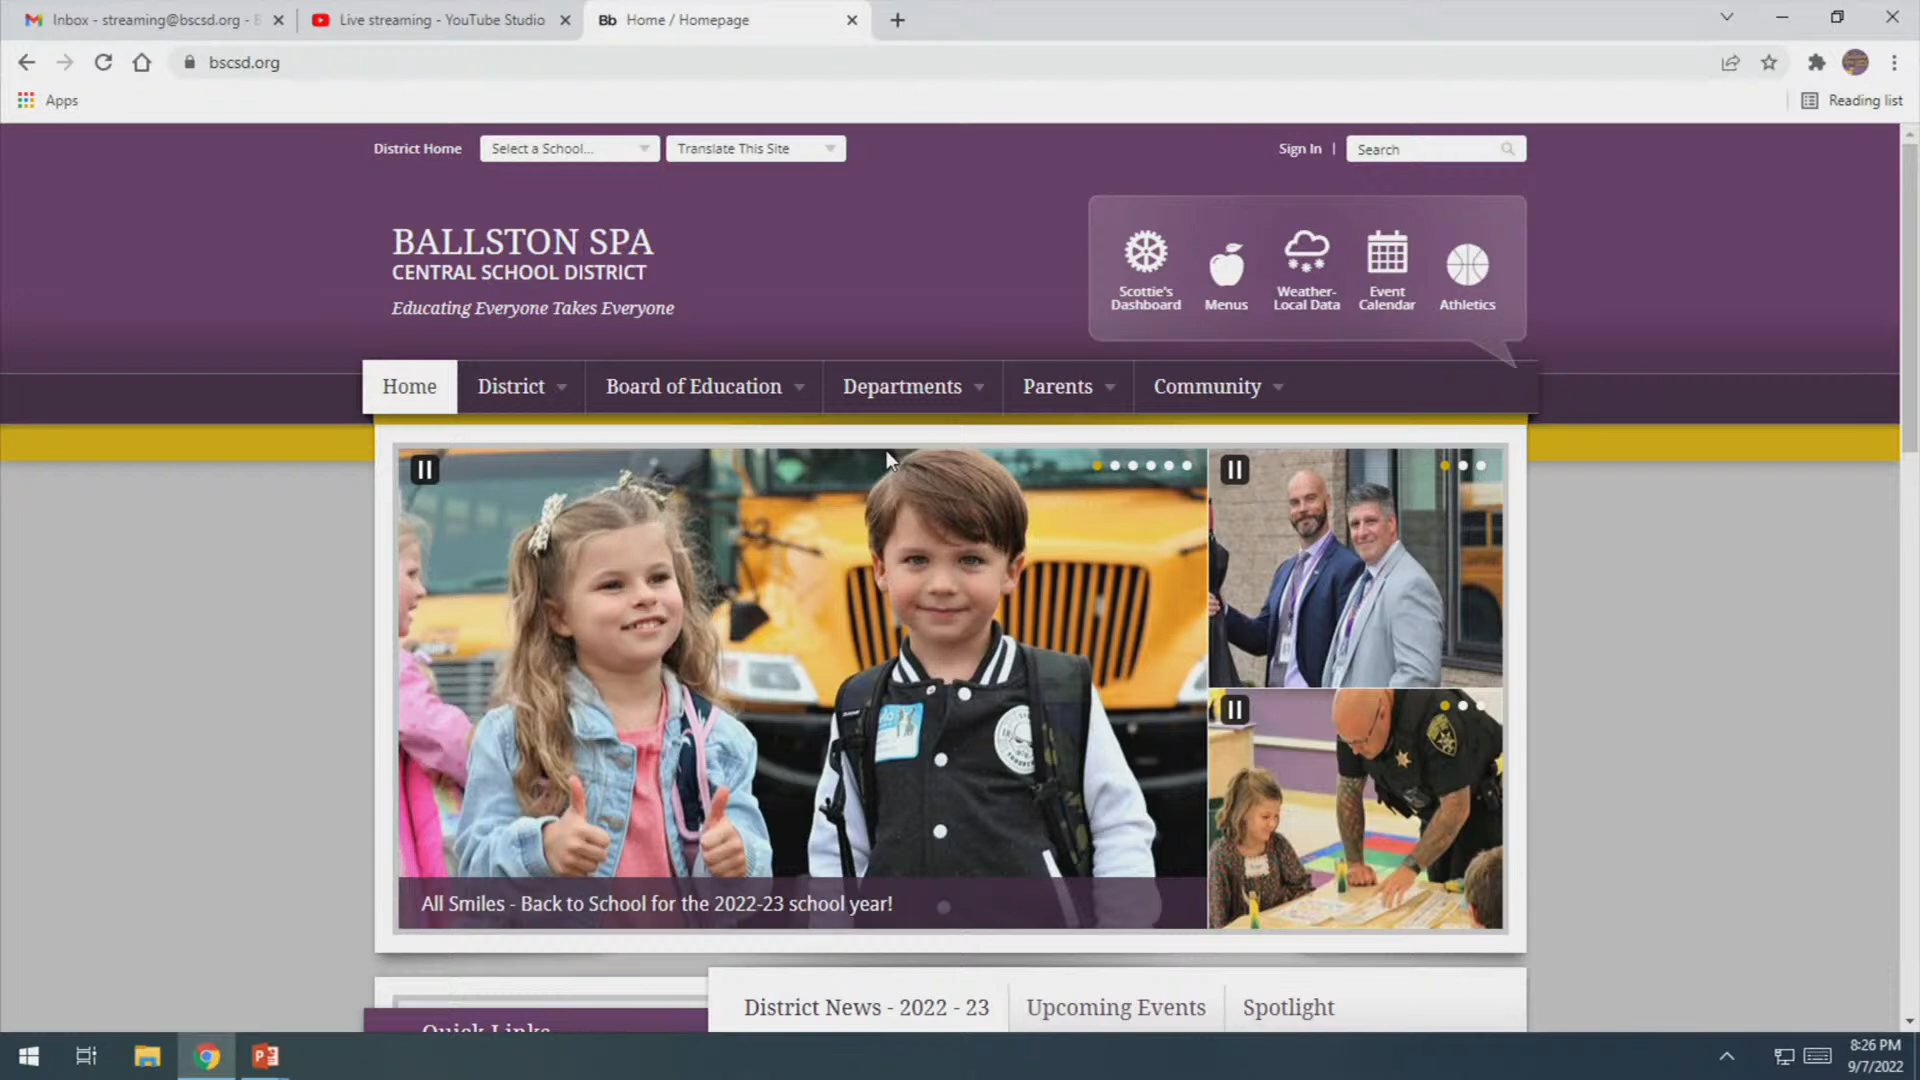 Inbox - streaming@bscsd.org - B
Live streaming - YouTube Studio
Bb Home / Homepage
bscsd.org
Apps
Reading list
District Home
Select a School...
Translate This Site
Sign In |
Search
BALLSTON SPA
CENTRAL SCHOOL DISTRICT
Educating Everyone Takes Everyone
Scottie's
Dashboard
Menus
Weather-
Local Data
Event
Calendar
Athletics
Home
District
Board of Education
Departments
Parents
Community
All Smiles - Back to School for the 2022-23 school year!
District News - 2022 - 23
Upcoming Events
Spotlight
Quick Links
8:26 PM
9/7/2022